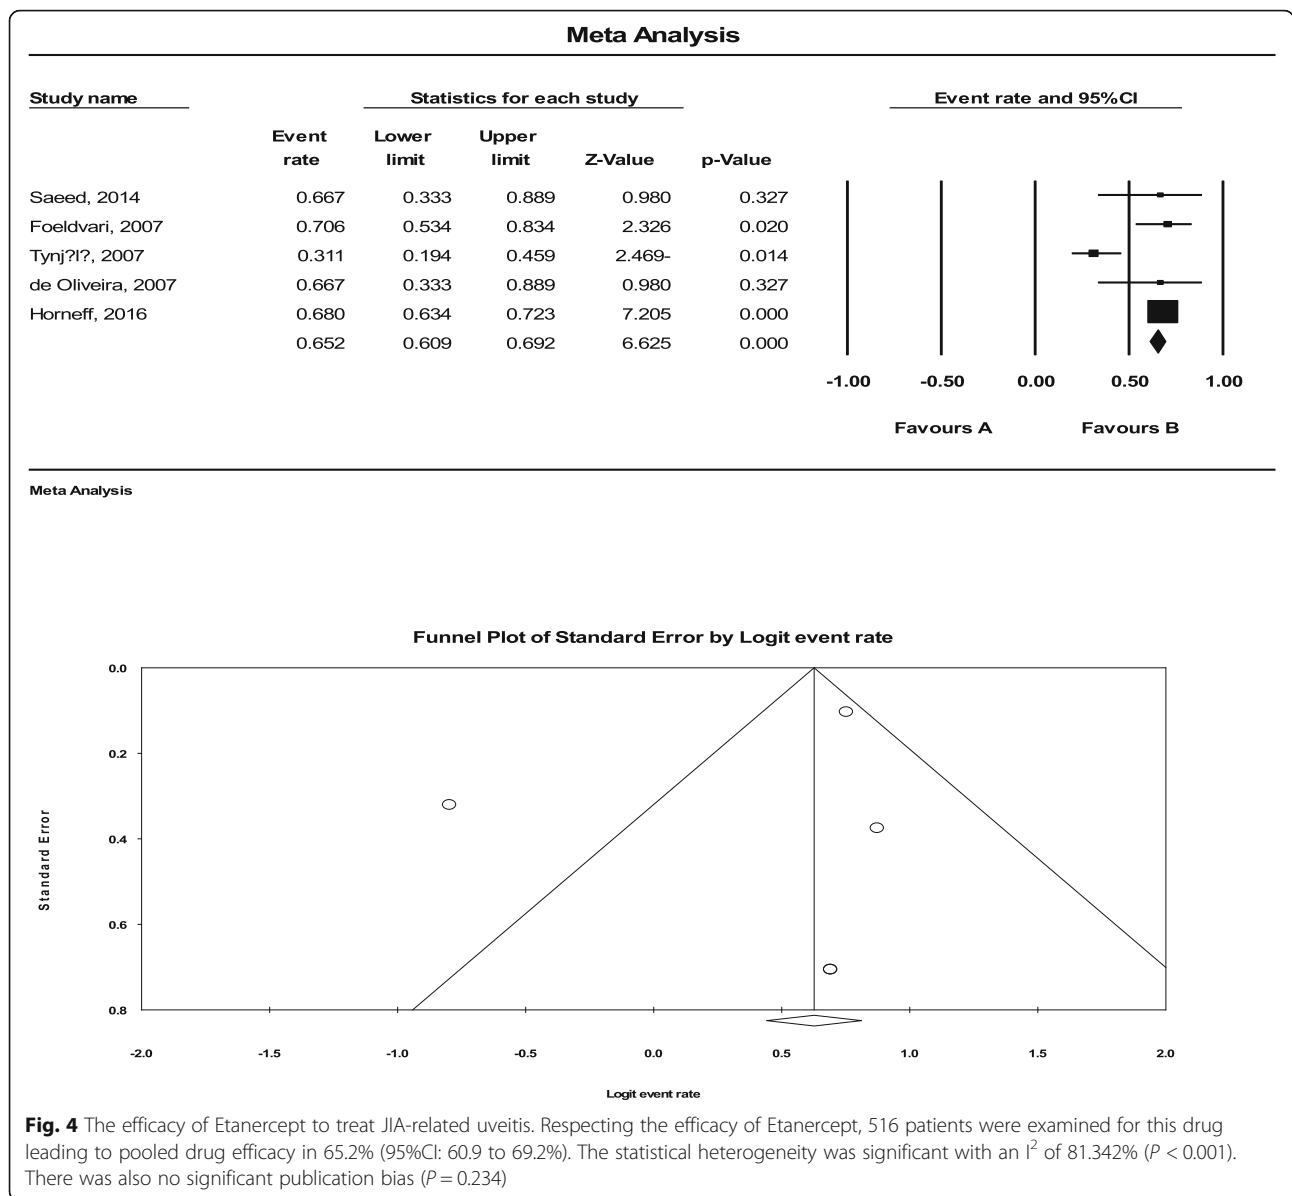 Meta Analysis
Study name Statistics for each study Event rate and 95%CI
Event Lower Upper
rate limit limit Z-Value p-Value
Saeed, 2014 0.667 0.333 0.889 0.980 0.327
Foeldvari, 2007 0.706 0.534 0.834 2.326 0.020
Tynj?l?, 2007 0.311 0.194 0.459 2.469- 0.014
de Oliveira, 2007 0.667 0.333 0.889 0.980 0.327
Horneff, 2016 0.680 0.634 0.723 7.205 0.000
0.652 0.609 0.692 6.625 0.000
-1.00 -0.50 0.00 0.50 1.00
Favours A Favours B
Meta Analysis
Funnel Plot of Standard Error by Logit event rate
0.0
0.2
0.4
0.6
0.8
Standard Error
-2.0 -1.5 -1.0 -0.5 0.0 0.5 1.0 1.5 2.0
Logit event rate
Fig. 4 The efficacy of Etanercept to treat JIA-related uveitis. Respecting the efficacy of Etanercept, 516 patients were examined for this drug
leading to pooled drug efficacy in 65.2% (95%CI: 60.9 to 69.2%). The statistical heterogeneity was significant with an I² of 81.342% (P < 0.001).
There was also no significant publication bias (P = 0.234)